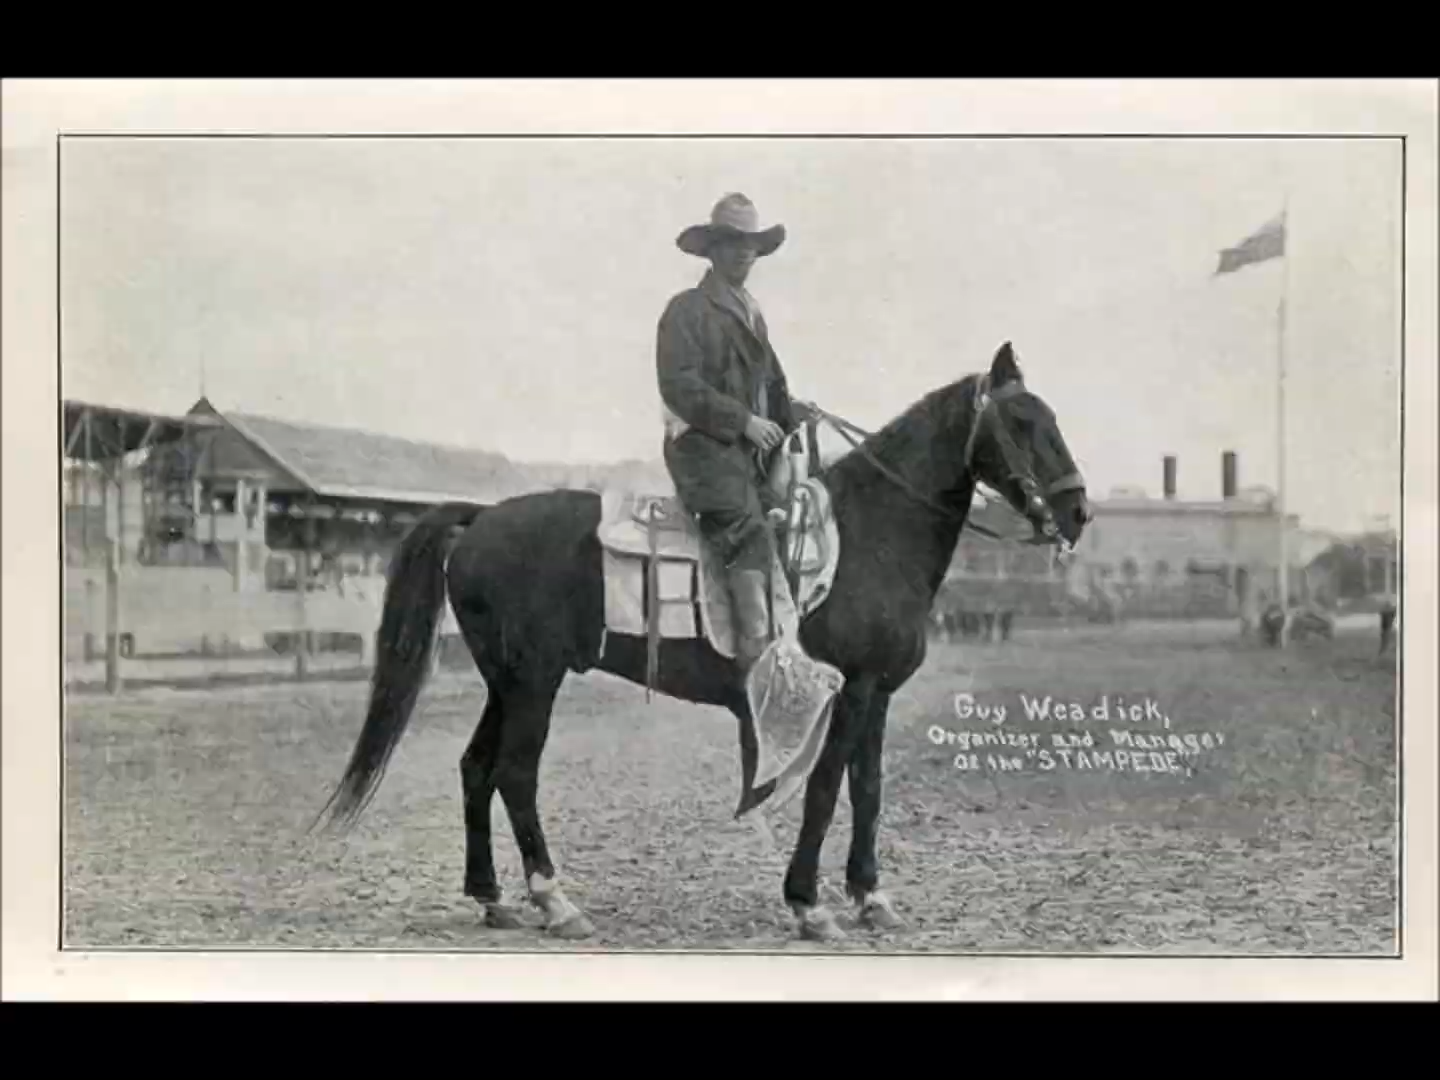 Guy Weadick,
Organizer and Manager
of the "STAMPEDE",